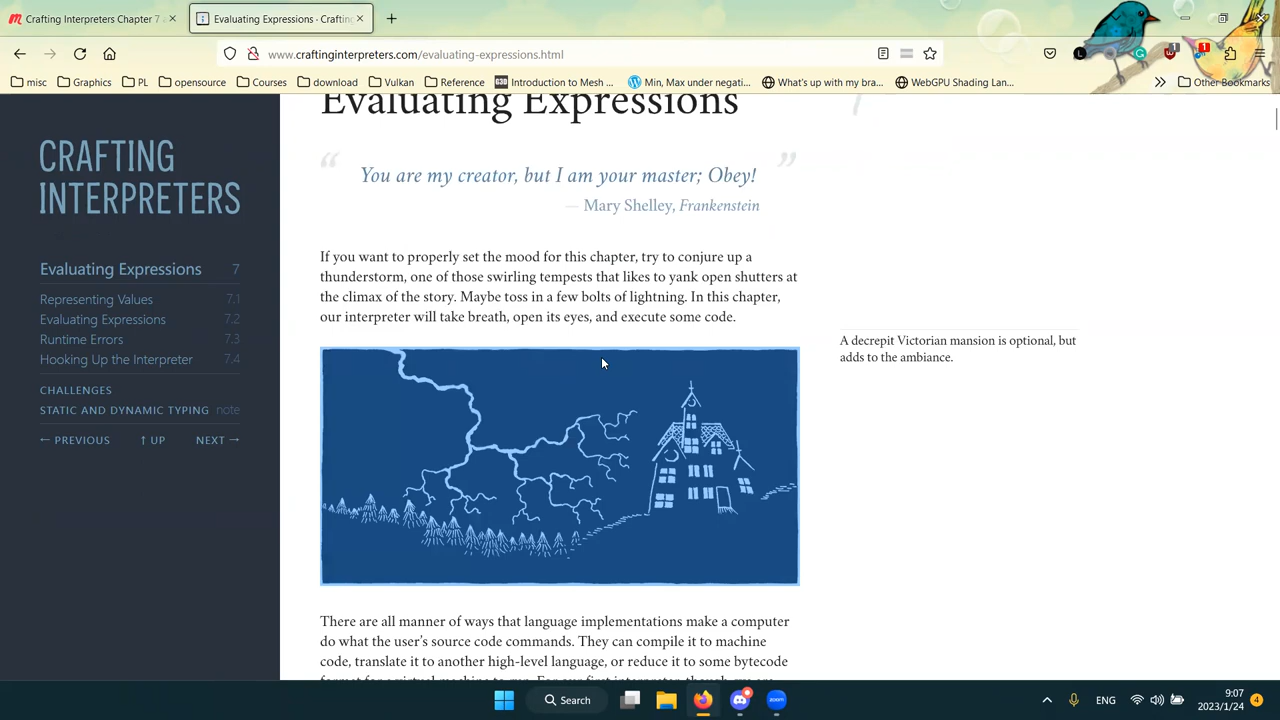 Crafting Interpreters Chapter 7
Evaluating Expressions · Crafting
www.craftinginterpreters.com/evaluating-expressions.html
misc
Graphics
PL
opensource
Courses
download
Vulkan
Reference
Introduction to Mesh ...
Min, Max under negati...
What's up with my bra...
WebGPU Shading Lan...
Other Bookmarks
CRAFTING
INTERPRETERS
Evaluating Expressions 7
Representing Values 7.1
Evaluating Expressions 7.2
Runtime Errors 7.3
Hooking Up the Interpreter 7.4
CHALLENGES
STATIC AND DYNAMIC TYPING note
← PREVIOUS ↑ UP NEXT →
Evaluating Expressions
“ You are my creator, but I am your master; Obey! ”
— Mary Shelley, Frankenstein
If you want to properly set the mood for this chapter, try to conjure up a
thunderstorm, one of those swirling tempests that likes to yank open shutters at
the climax of the story. Maybe toss in a few bolts of lightning. In this chapter,
our interpreter will take breath, open its eyes, and execute some code.
A decrepit Victorian mansion is optional, but
adds to the ambiance.
There are all manner of ways that language implementations make a computer
do what the user's source code commands. They can compile it to machine
code, translate it to another high-level language, or reduce it to some bytecode
Search
ENG
9:07
2023/1/24
4